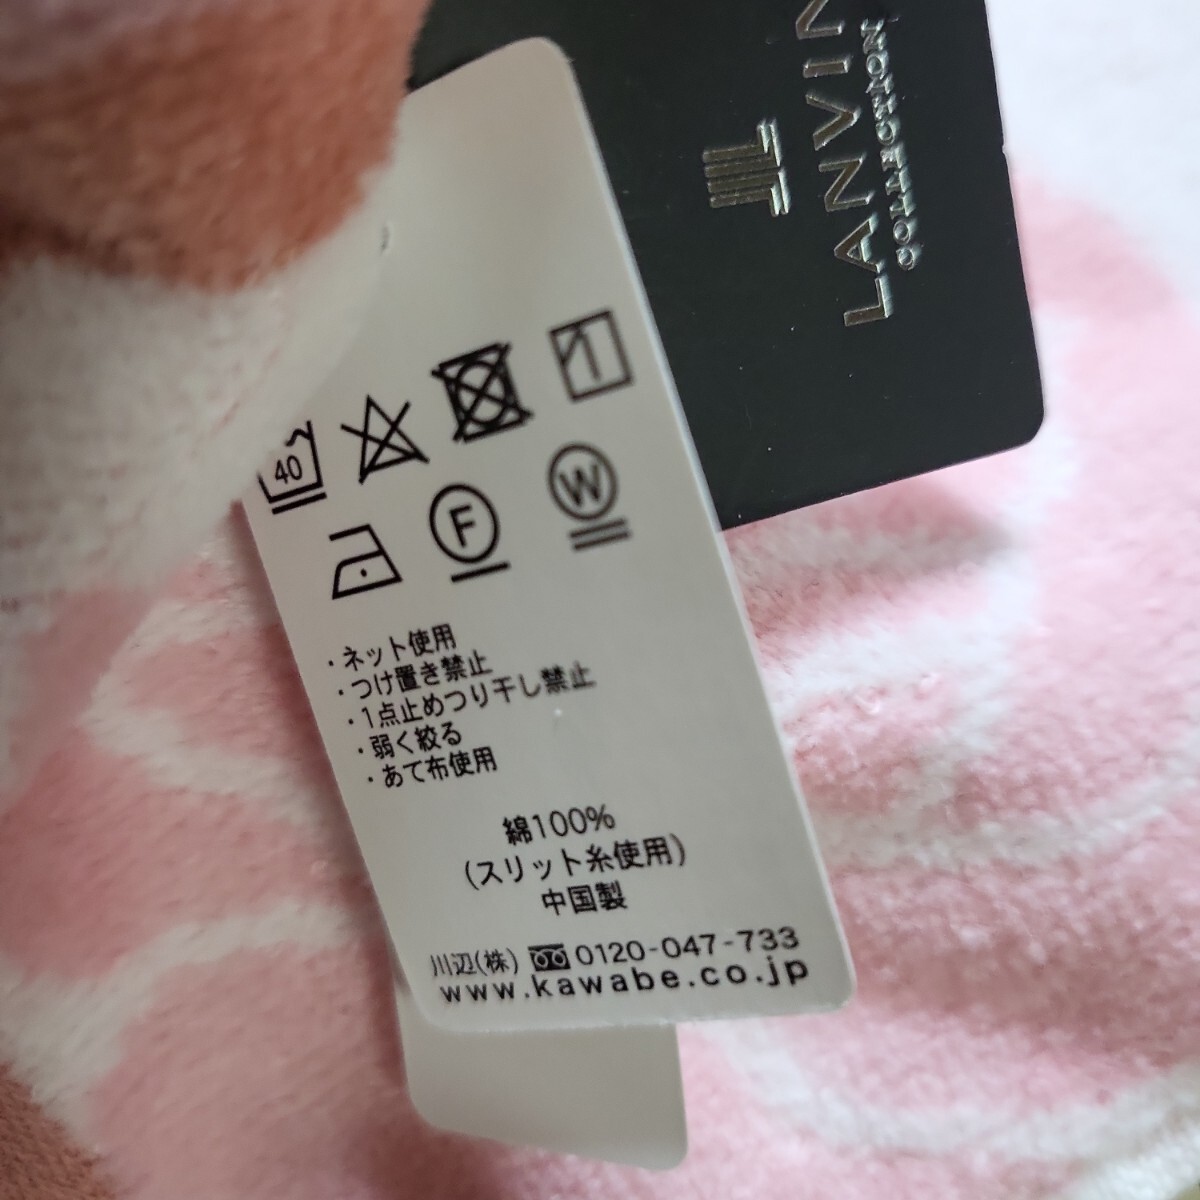 LANVIN
COLLECTION
40
F
W
・ネット使用
・つけ置き禁止
・1点止めつり干し禁止
・弱く絞る
・あて布使用
綿100%
(スリット糸使用)
中国製
川辺(株) 0120-047-733
www.kawabe.co.jp